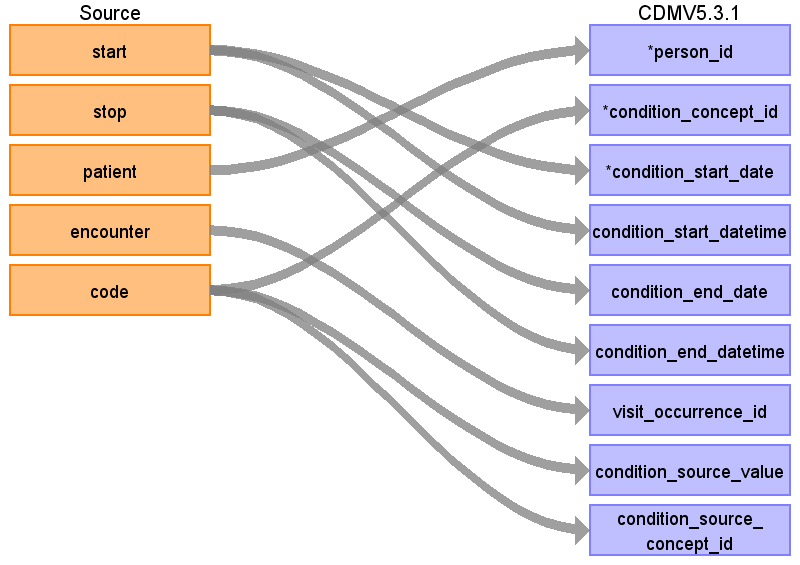 Source
CDMV5.3.1
start
*person_id
stop
*condition_concept_id
patient
*condition_start_date
encounter
condition_start_datetime
code
condition_end_date
condition_end_datetime
visit_occurrence_id
condition_source_value
condition_source_
concept_id